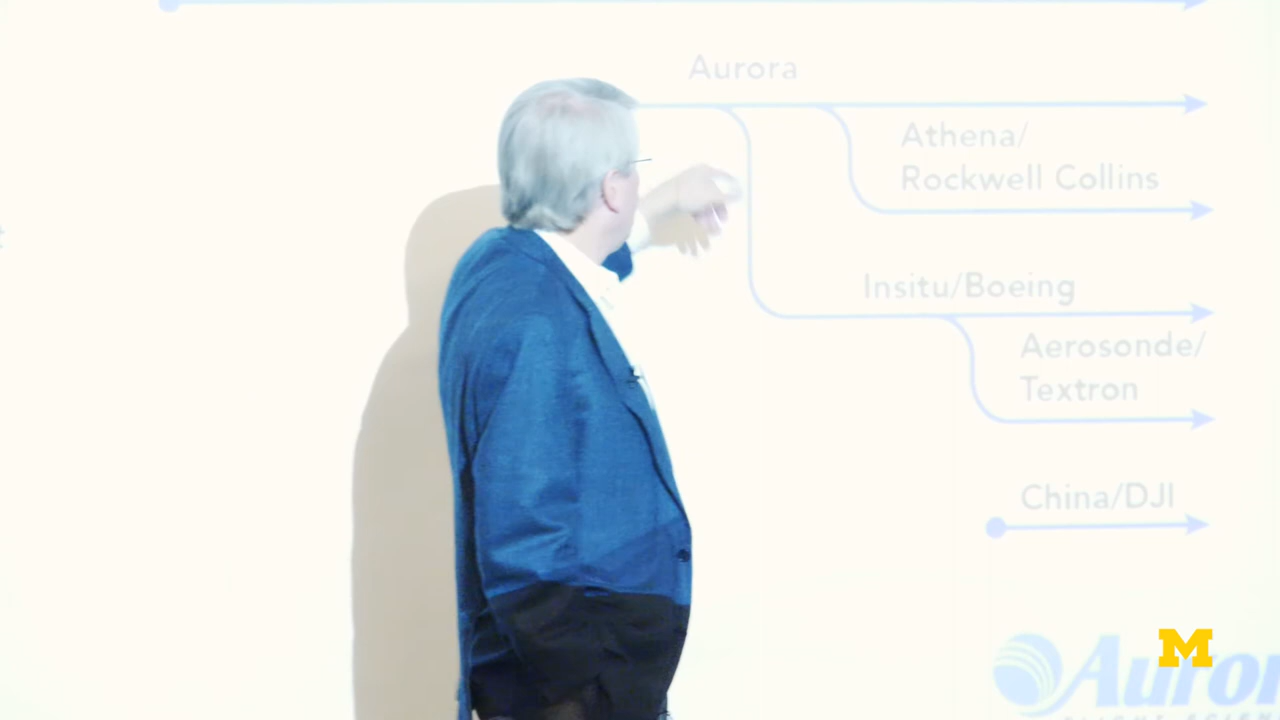 Aurora
Athena/
Rockwell Collins
Insitu/Boeing
Aerosonde/
Textron
China/DJI
M
Auror